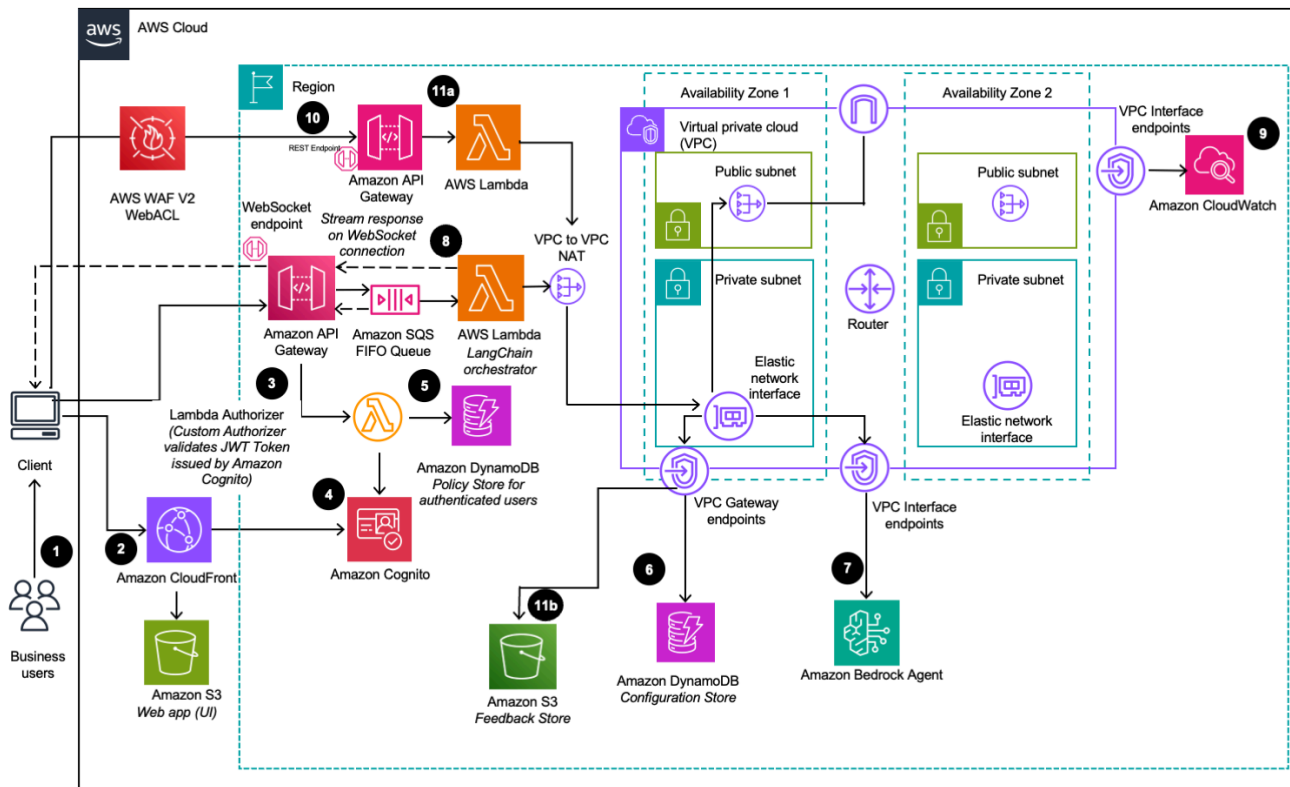 aws
AWS Cloud
Region
10
REST Endpoint
11a
Amazon API
Gateway
AWS Lambda
AWS WAF V2
WebACL
WebSocket
endpoint
Stream response
on WebSocket
connection
8
VPC to VPC
NAT
Amazon API
Gateway
Amazon SQS
FIFO Queue
AWS Lambda
LangChain
orchestrator
3
5
Lambda Authorizer
(Custom Authorizer
validates JWT Token
issued by Amazon
Cognito)
Amazon DynamoDB
Policy Store for
authenticated users
4
Amazon Cognito
Client
1
Business
users
2
Amazon CloudFront
Amazon S3
Web app (UI)
Availability Zone 1
Virtual private cloud
(VPC)
Public subnet
Private subnet
Elastic
network
interface
Router
Availability Zone 2
Public subnet
Private subnet
Elastic network
interface
VPC Interface
endpoints
9
Amazon CloudWatch
VPC Gateway
endpoints
VPC Interface
endpoints
11b
Amazon S3
Feedback Store
6
Amazon DynamoDB
Configuration Store
7
Amazon Bedrock Agent